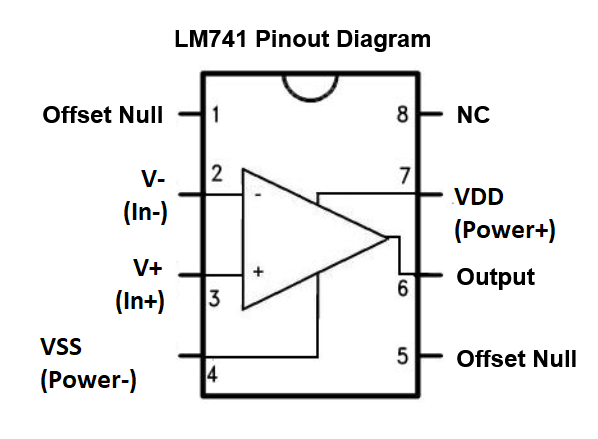 LM741 Pinout Diagram
Offset Null
1
8
NC
V-
(In-)
2
-
7
VDD
(Power+)
V+
(In+)
3
+
6
Output
VSS
(Power-)
4
5
Offset Null